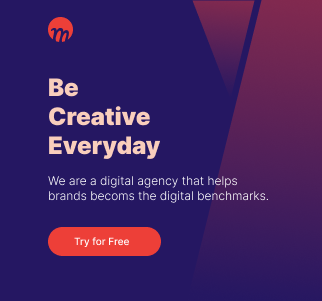 m
Be
Creative
Everyday
We are a digital agency that helps
brands becoms the digital benchmarks.
Try for Free